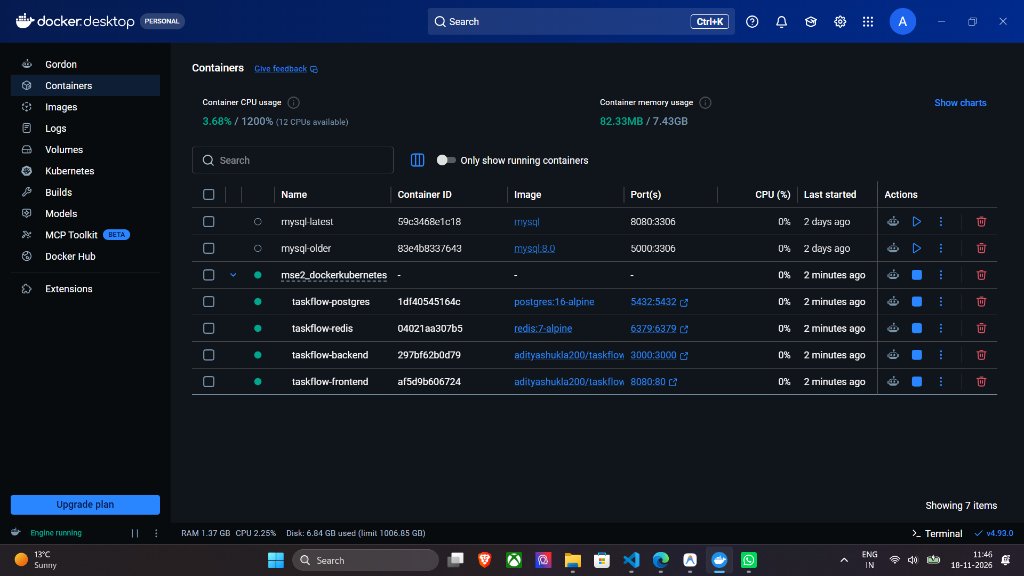 docker.desktop PERSONAL
Search Ctrl+K
A
Gordon
Containers
Images
Logs
Volumes
Kubernetes
Builds
Models
MCP Toolkit BETA
Docker Hub
Extensions
Containers Give feedback
Container CPU usage
3.68% / 1200% (12 CPUs available)
Container memory usage
82.33MB / 7.43GB
Show charts
Search
Only show running containers
Name Container ID Image Port(s) CPU (%) Last started Actions
mysql-latest 59c3468e1c18 mysql 8080:3306 0% 2 days ago
mysql-older 83e4b8337643 mysql:8.0 5000:3306 0% 2 days ago
mse2_dockerkubernetes - - - 0% 2 minutes ago
taskflow-postgres 1df40545164c postgres:16-alpine 5432:5432 0% 2 minutes ago
taskflow-redis 04021aa307b5 redis:7-alpine 6379:6379 0% 2 minutes ago
taskflow-backend 297bf62b0d79 adityashukla200/taskflow 3000:3000 0% 2 minutes ago
taskflow-frontend af5d9b606724 adityashukla200/taskflow 8080:80 0% 2 minutes ago
Showing 7 items
Upgrade plan
Engine running
RAM 1.37 GB CPU 2.25% Disk: 6.84 GB used (limit 1006.85 GB)
Terminal v4.93.0
13°C
Sunny
Search
ENG
IN
11:46
18-11-2026